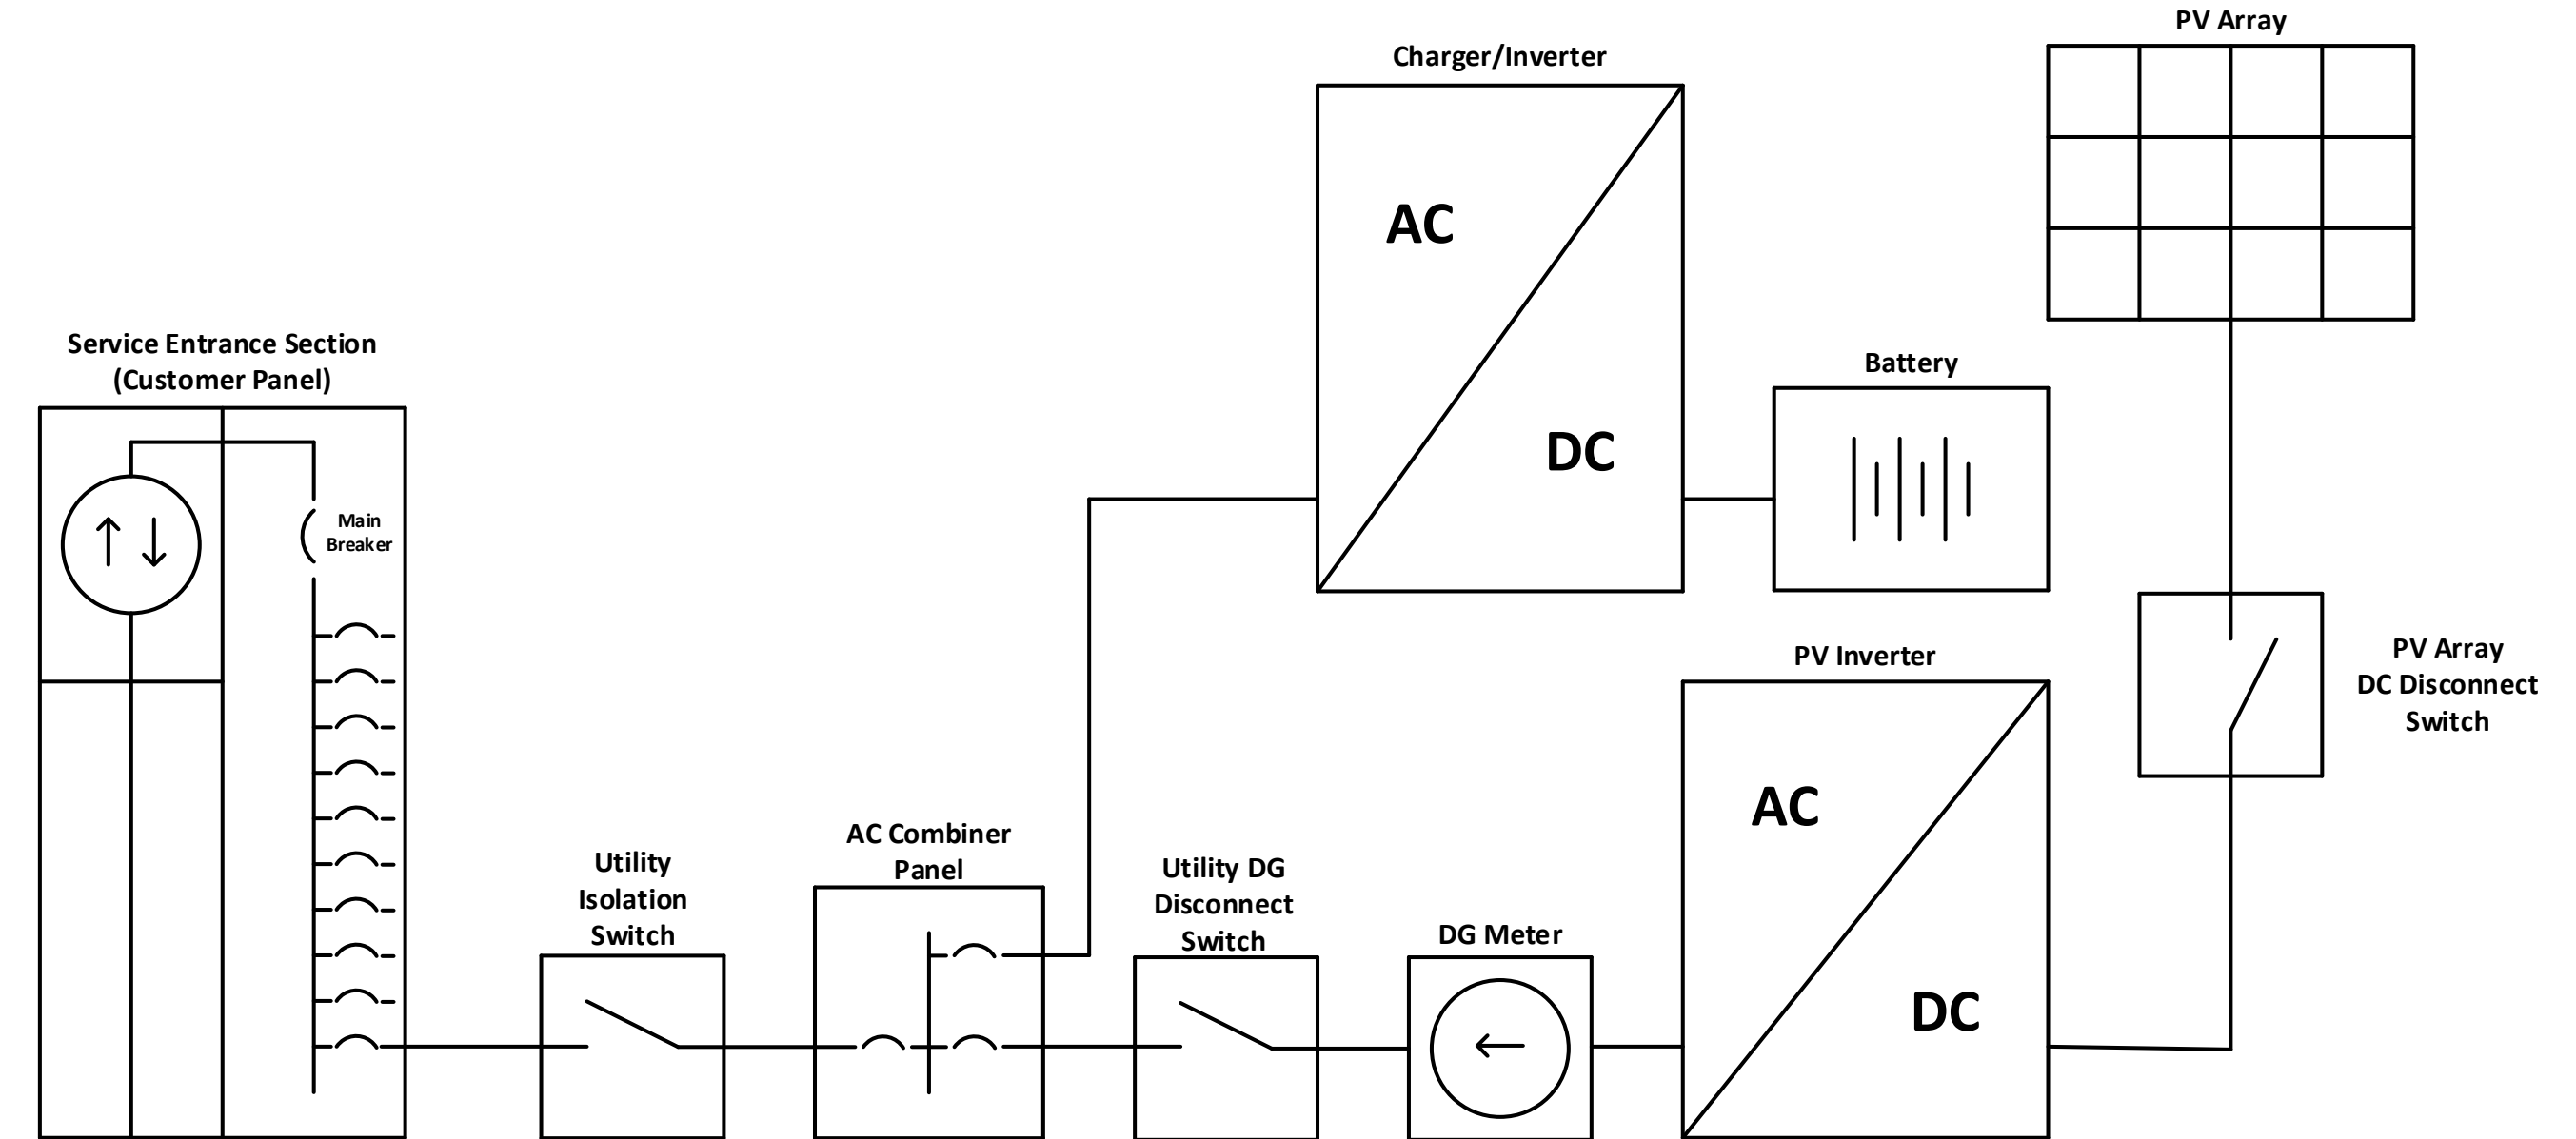 PV Array
Charger/Inverter
AC
DC
Service Entrance Section
(Customer Panel)
Main
Breaker
Battery
PV Inverter
AC
DC
PV Array
DC Disconnect
Switch
Utility
Isolation
Switch
AC Combiner
Panel
Utility DG
Disconnect
Switch
DG Meter